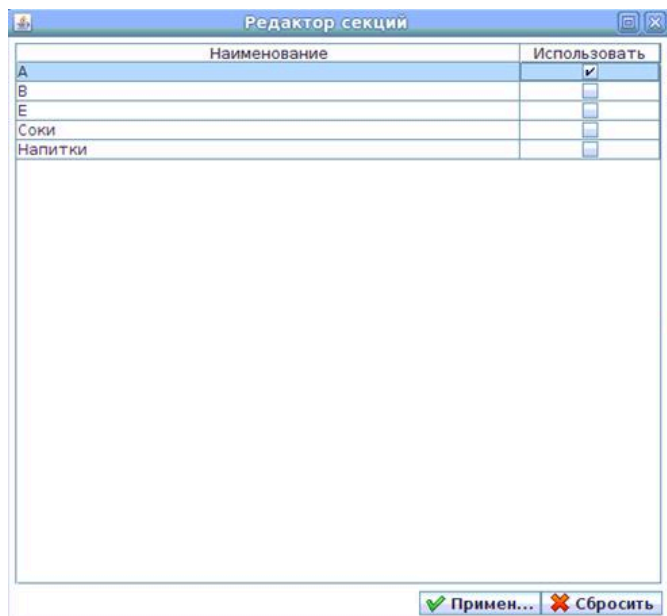 Редактор секций
Наименование Использовать
A
B
E
Соки
Напитки
Примен... Сбросить